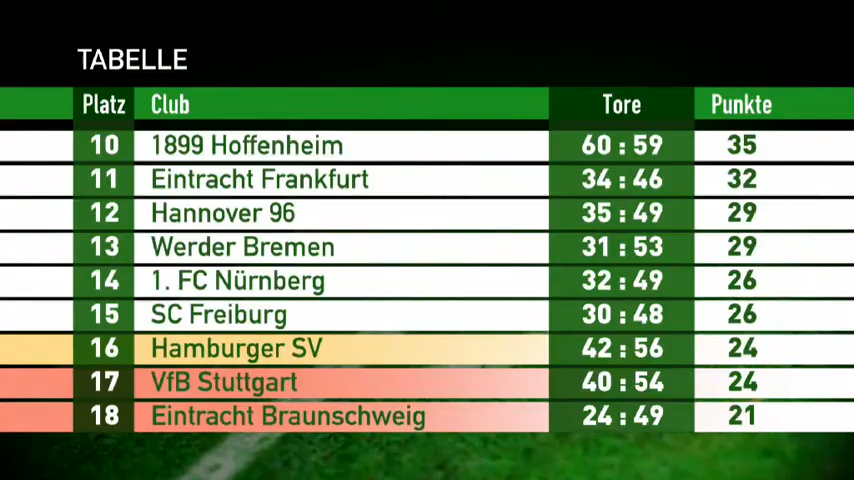 TABELLE
Platz Club Tore Punkte
10 1899 Hoffenheim 60 : 59 35
11 Eintracht Frankfurt 34 : 46 32
12 Hannover 96 35 : 49 29
13 Werder Bremen 31 : 53 29
14 1. FC Nürnberg 32 : 49 26
15 SC Freiburg 30 : 48 26
16 Hamburger SV 42 : 56 24
17 VfB Stuttgart 40 : 54 24
18 Eintracht Braunschweig 24 : 49 21